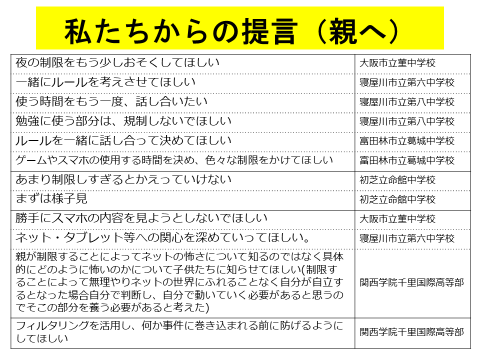 私たちからの提言（親へ）
夜の制限をもう少しおそくしてほしい 大阪市立菫中学校
一緒にルールを考えさせてほしい 寝屋川市立第六中学校
使う時間をもう一度、話し合いたい 寝屋川市立第八中学校
勉強に使う部分は、規制しないでほしい 寝屋川市立第八中学校
ルールを一緒に話し合って決めてほしい 富田林市立葛城中学校
ゲームやスマホの使用する時間を決め、色々な制限をかけてほしい 富田林市立葛城中学校
あまり制限しすぎるとかえっていけない 初芝立命館中学校
まずは様子見 初芝立命館中学校
勝手にスマホの内容を見ようとしないでほしい 大阪市立菫中学校
ネット・タブレット等への関心を深めていってほしい。 寝屋川市立第六中学校
親が制限することによってネットの怖さについて知るのではなく具体
的にどのように怖いのかについて子供たちに知らせてほしい(制限す
ることによって無理やりネットの世界にふれることなく自分が自立す
るとなった場合自分で判断し、自分で動いていく必要があると思うの
でそこの部分を養う必要があると考えた) 関西学院千里国際高等部
フィルタリングを活用し、何か事件に巻き込まれる前に防げるように
してほしい 関西学院千里国際高等部